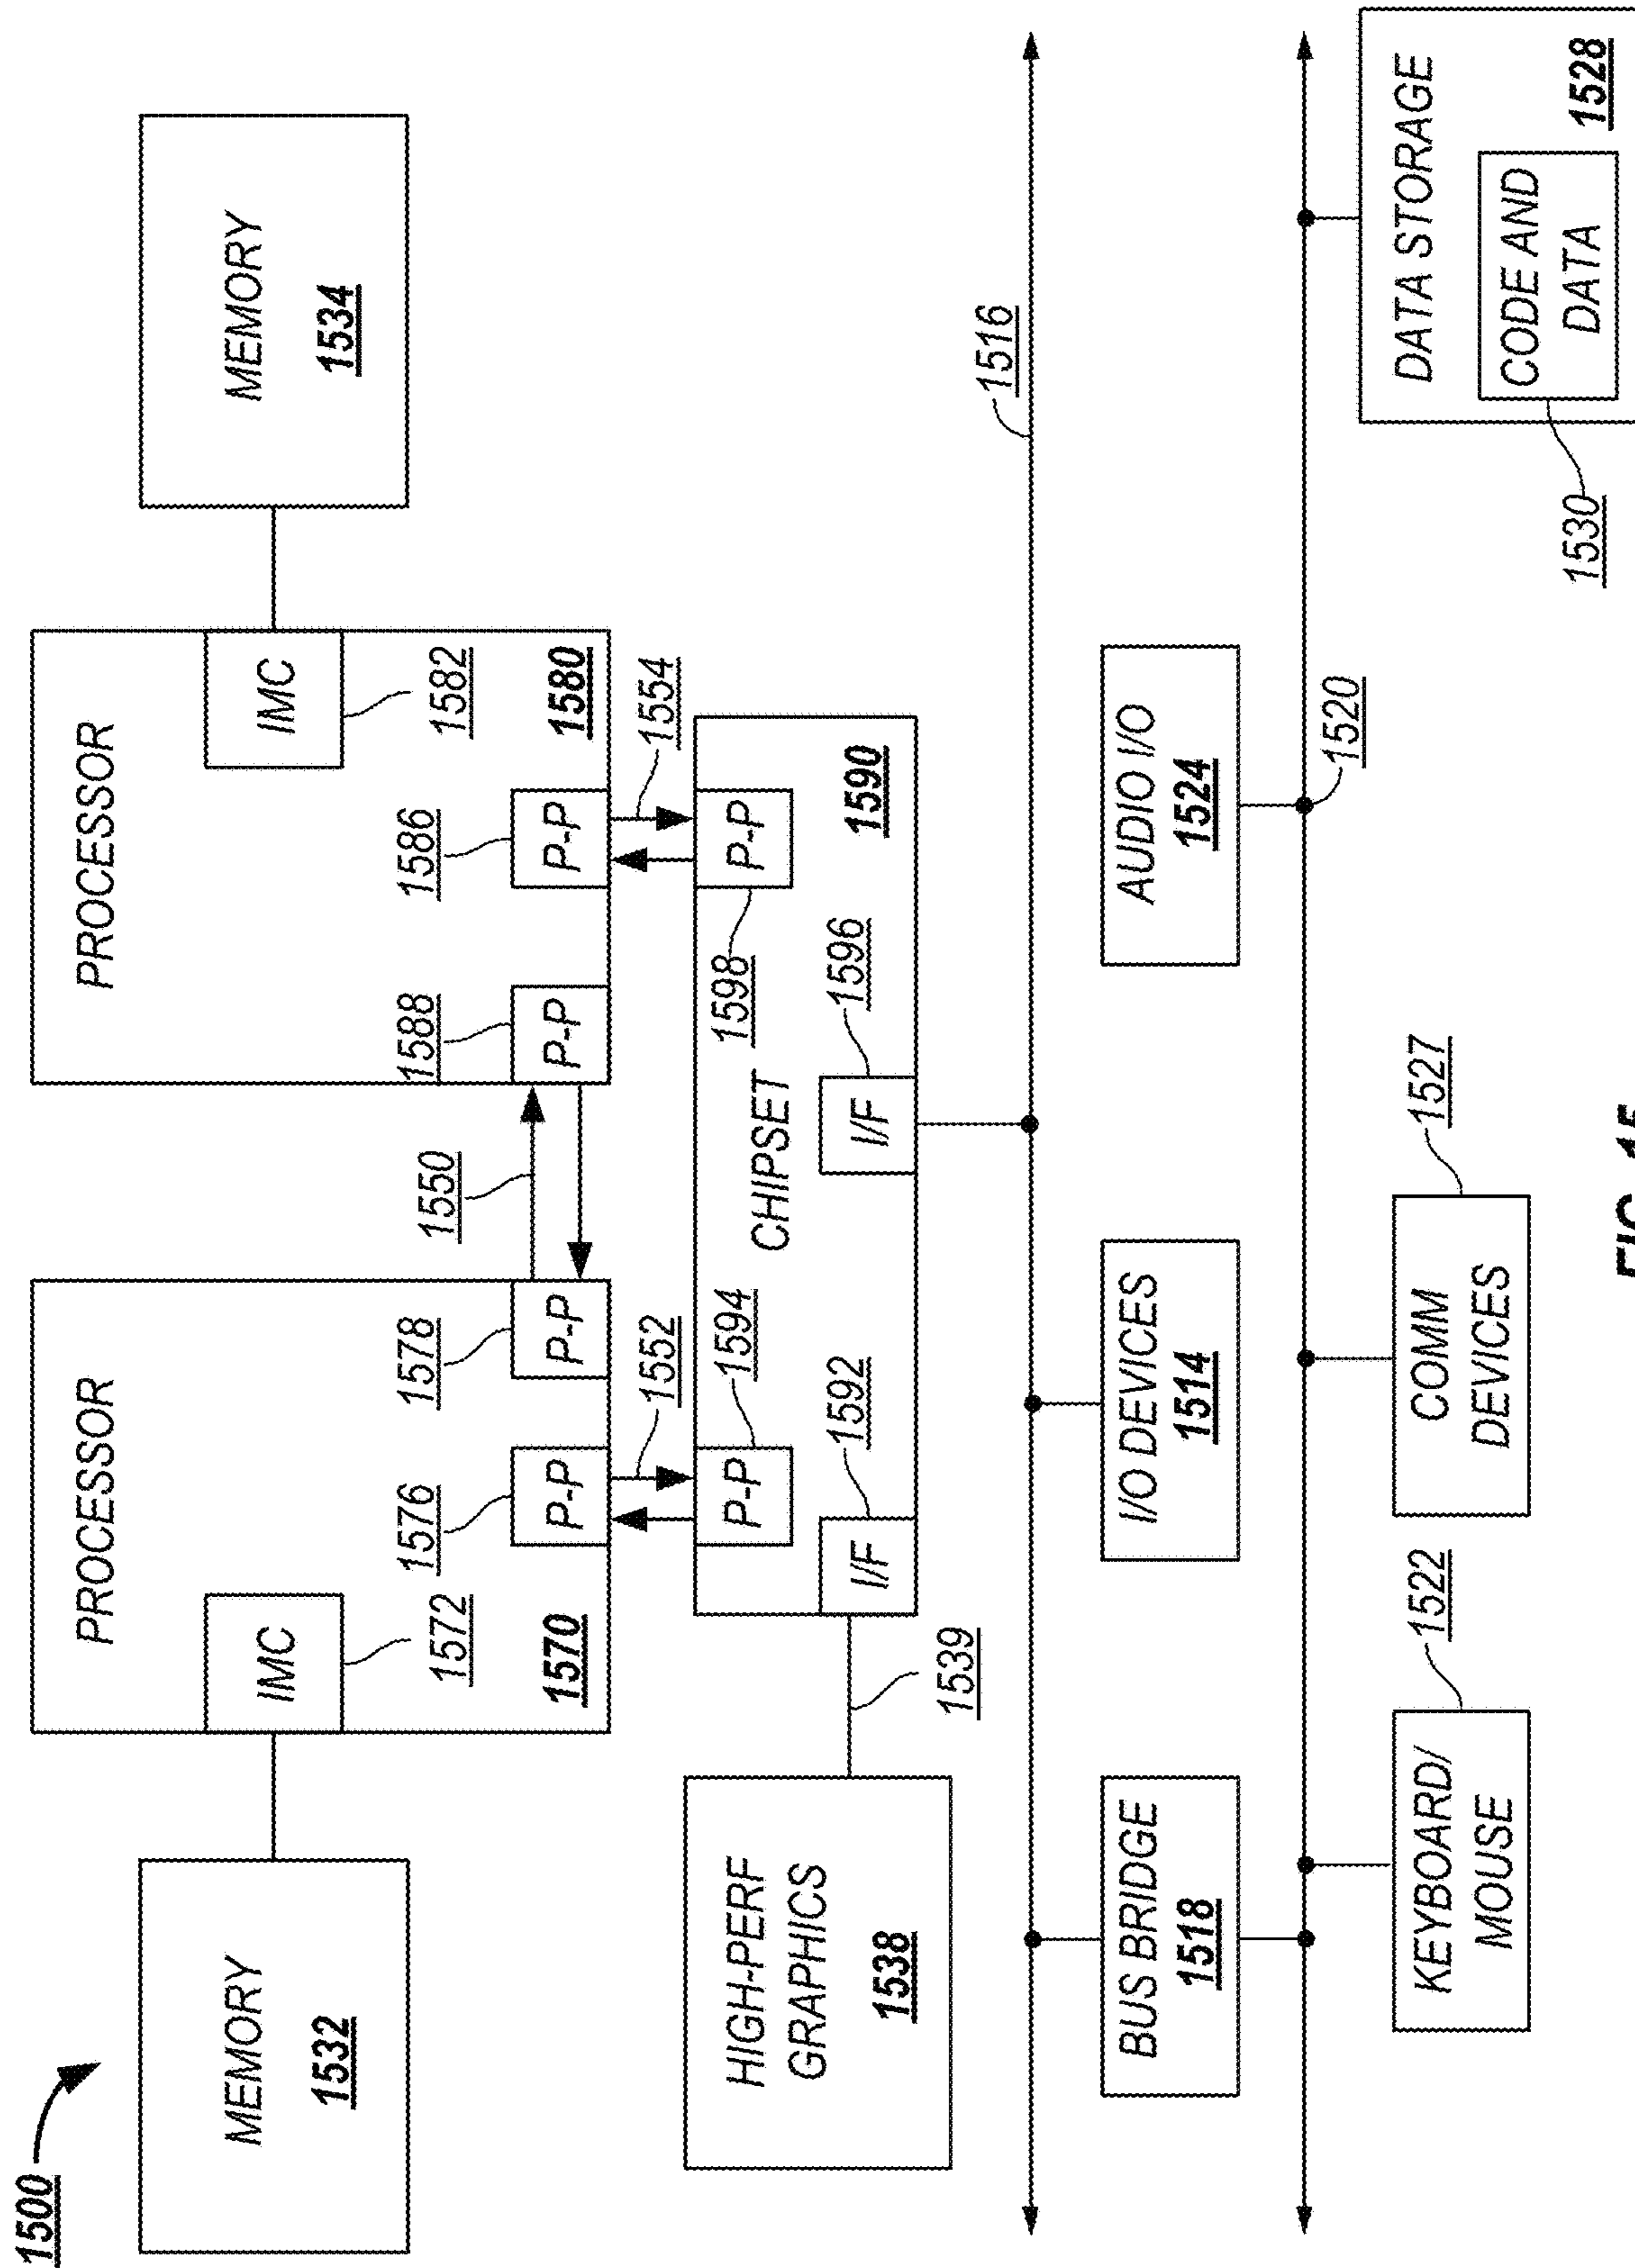 1500
MEMORY
1532
PROCESSOR
IMC
1572
1570
1576
P-P
1578
P-P
1550
PROCESSOR
1588
P-P
1586
P-P
IMC
1582
1580
MEMORY
1534
1552
1554
HIGH-PERF
GRAPHICS
1538
1539
P-P
1594
I/F
1592
CHIPSET
1598
P-P
I/F
1596
1590
1516
BUS BRIDGE
1518
I/O DEVICES
1514
AUDIO I/O
1524
1520
KEYBOARD/
MOUSE
1522
COMM
DEVICES
1527
DATA STORAGE
1528
CODE AND
DATA
1530
FIG. 15